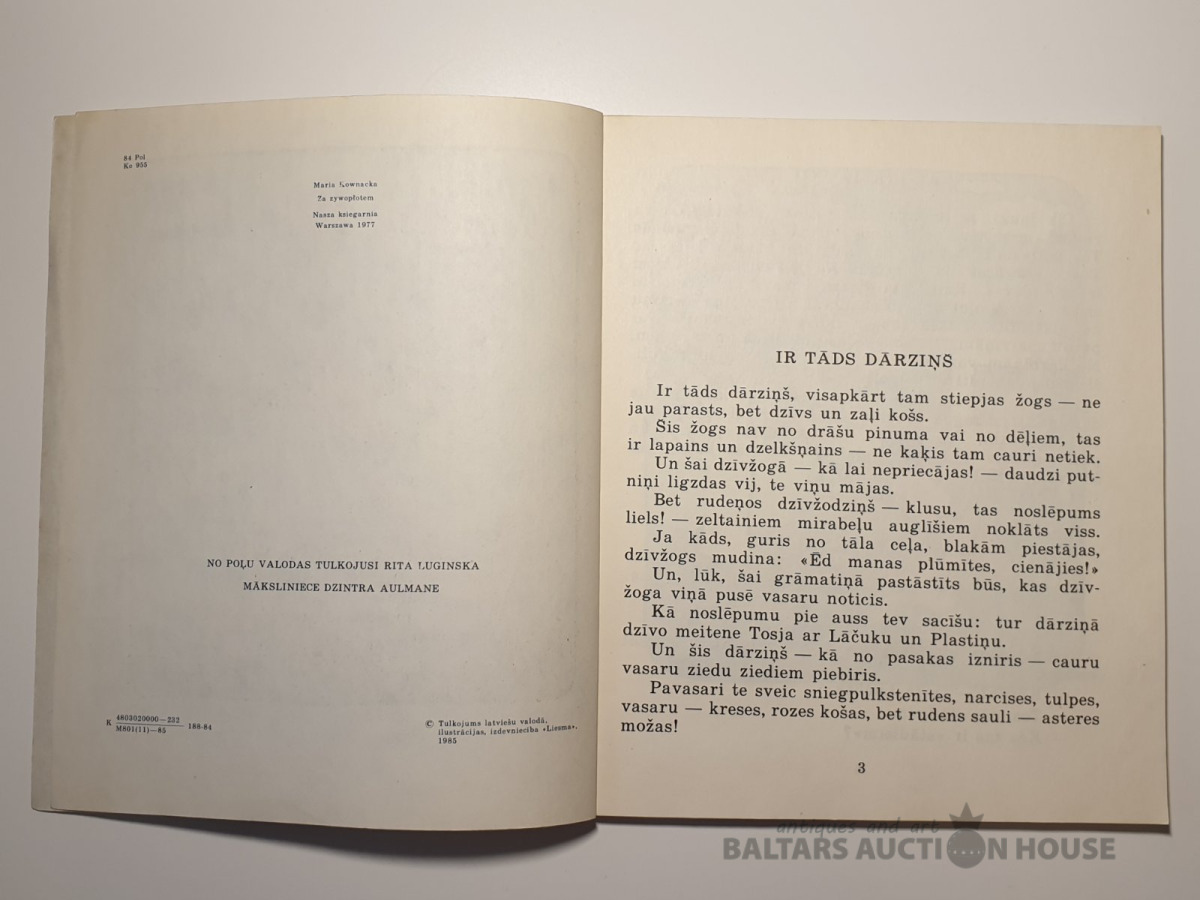 84 Pol
Ko 955
Maria Kownacka
Za zywopłotem
Nasza ksiegarnia
Warszawa 1977
NO POĻU VALODAS TULKOJUSI RITA ĻUGINSKA
MĀKSLINIECE DZINTRA AULMANE
K 4803020000—232 188-84
M801(11)—85
© Tulkojums latviešu valodā,
ilustrācijas, izdevniecība «Liesma»,
1985
IR TĀDS DĀRZIŅŠ
Ir tāds dārziņš, visapkārt tam stiepjas žogs — ne
jau parasts, bet dzīvs un zaļi košs.
Šis žogs nav no drāšu pinuma vai no dēļiem, tas
ir lapains un dzelkšņains — ne kaķis tam cauri netiek.
Un šai dzīvžogā — kā lai nepriecājas! — daudzi put-
niņi ligzdas vij, te viņu mājas.
Bet rudeņos dzīvžodziņš — klusu, tas noslēpums
liels! — zeltainiem mirabeļu auglīšiem noklāts viss.
Ja kāds, guris no tāla ceļa, blakām piestājas,
dzīvžogs mudina: «Ēd manas plūmītes, cienājies!»
Un, lūk, šai grāmatiņā pastāstīts būs, kas dzīv-
žoga viņā pusē vasaru noticis.
Kā noslēpumu pie auss tev sacīšu: tur dārziņā
dzīvo meitene Tosja ar Lāčuku un Plastiņu.
Un šis dārziņš — kā no pasakas izniris — cauru
vasaru ziedu ziediem piebiris.
Pavasari te sveic sniegpulkstenītes, narcises, tulpes,
vasaru — kreses, rozes košas, bet rudens sauli — asteres
možas!
3
antiques and art
BALTARS AUCTION HOUSE